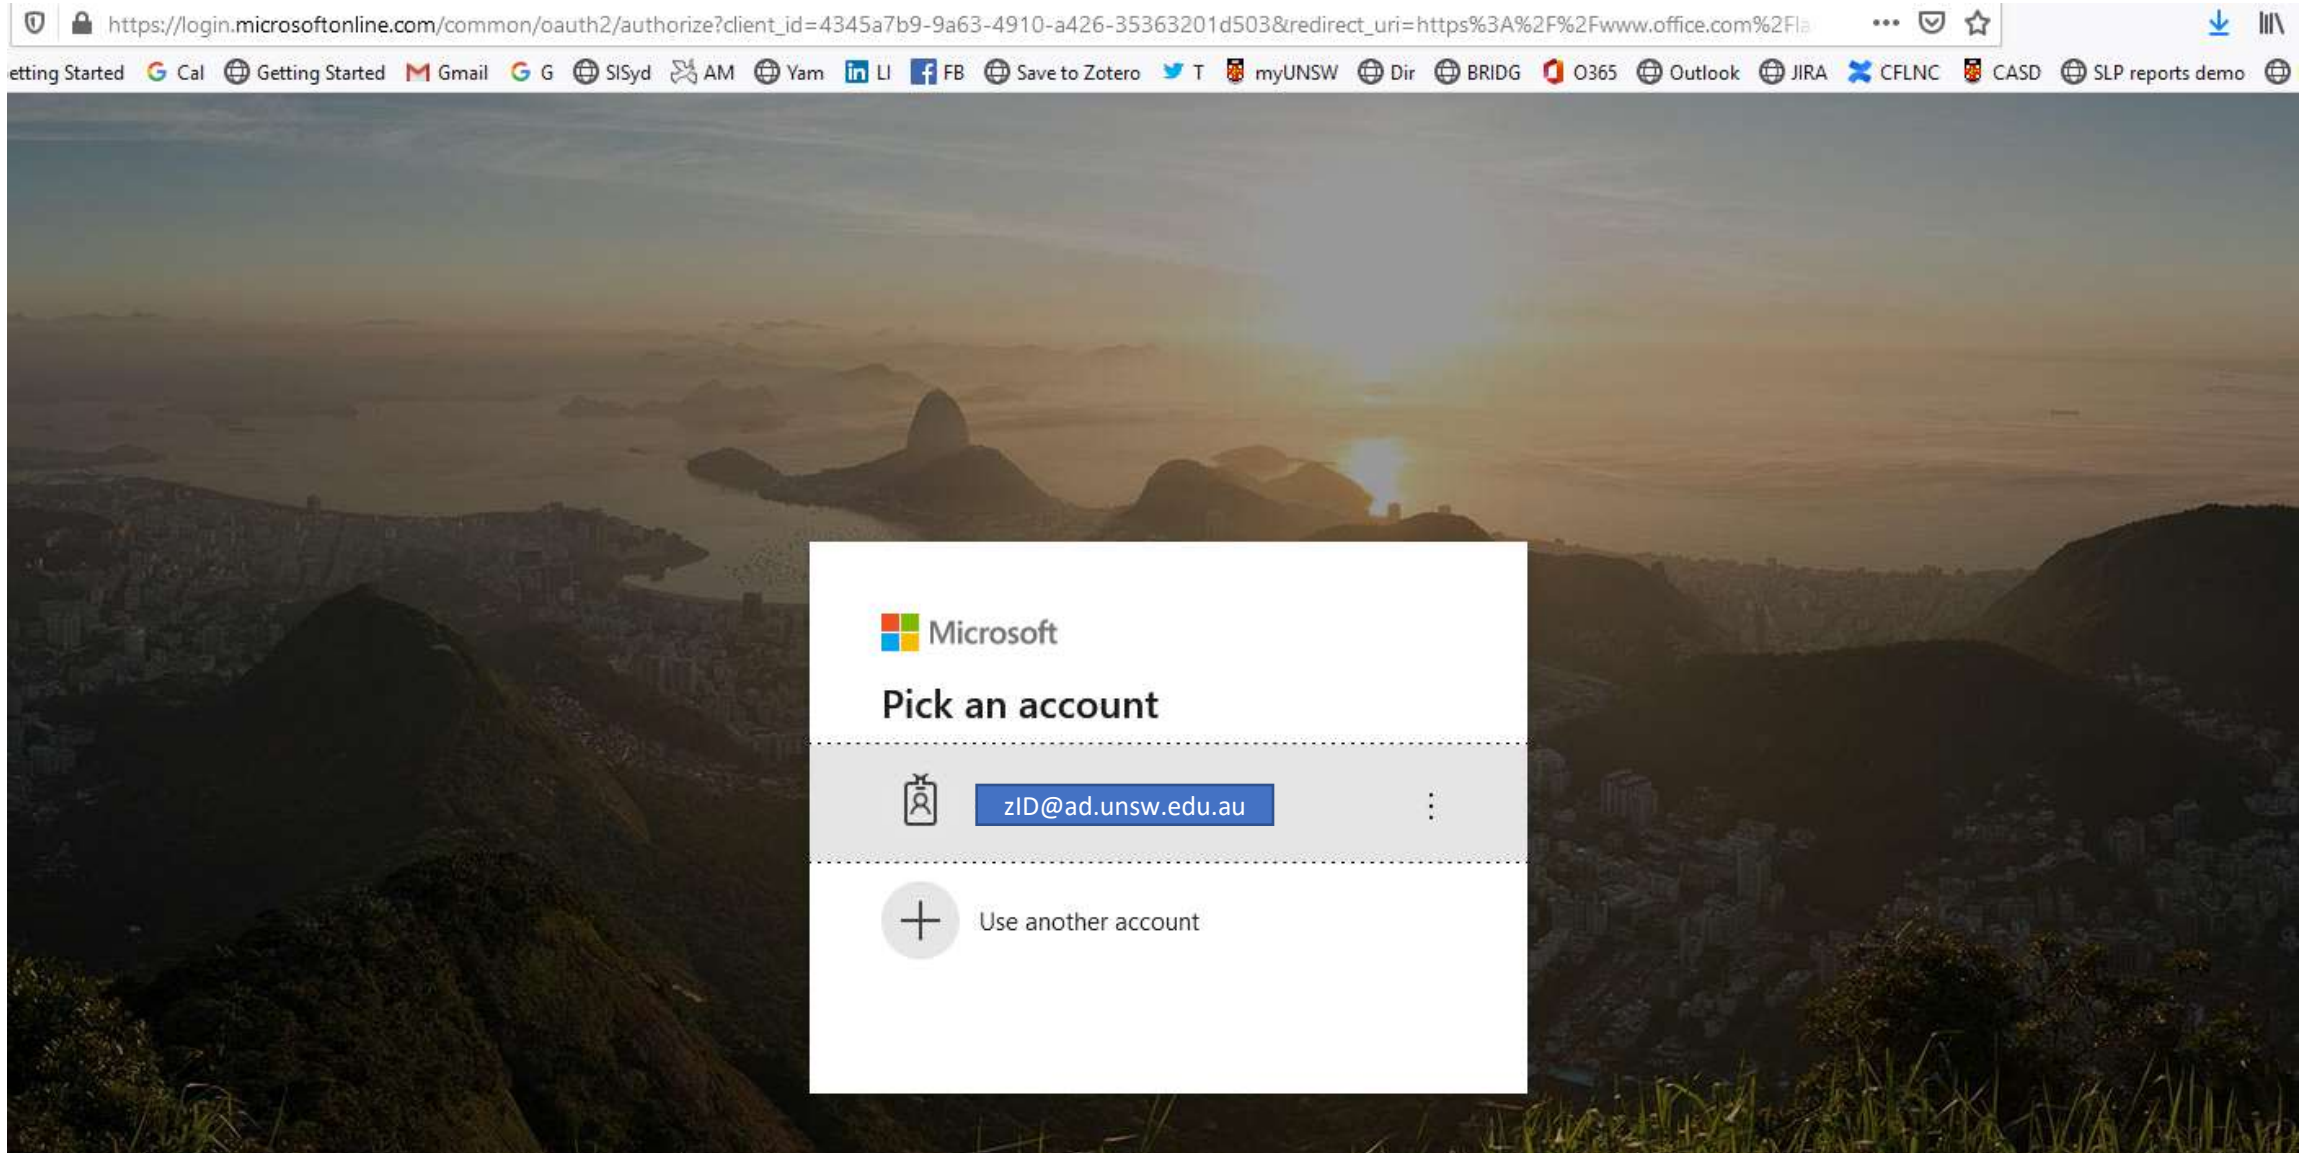 https://login.microsoftonline.com/common/oauth2/authorize?client_id=4345a7b9-9a63-4910-a426-35363201d503&redirect_uri=https%3A%2F%2Fwww.office.com%2Fla
etting Started Cal Getting Started Gmail G SISyd AM Yam LI FB Save to Zotero T myUNSW Dir BRIDG O365 Outlook JIRA CFLNC CASD SLP reports demo
Microsoft
Pick an account
zID@ad.unsw.edu.au
Use another account